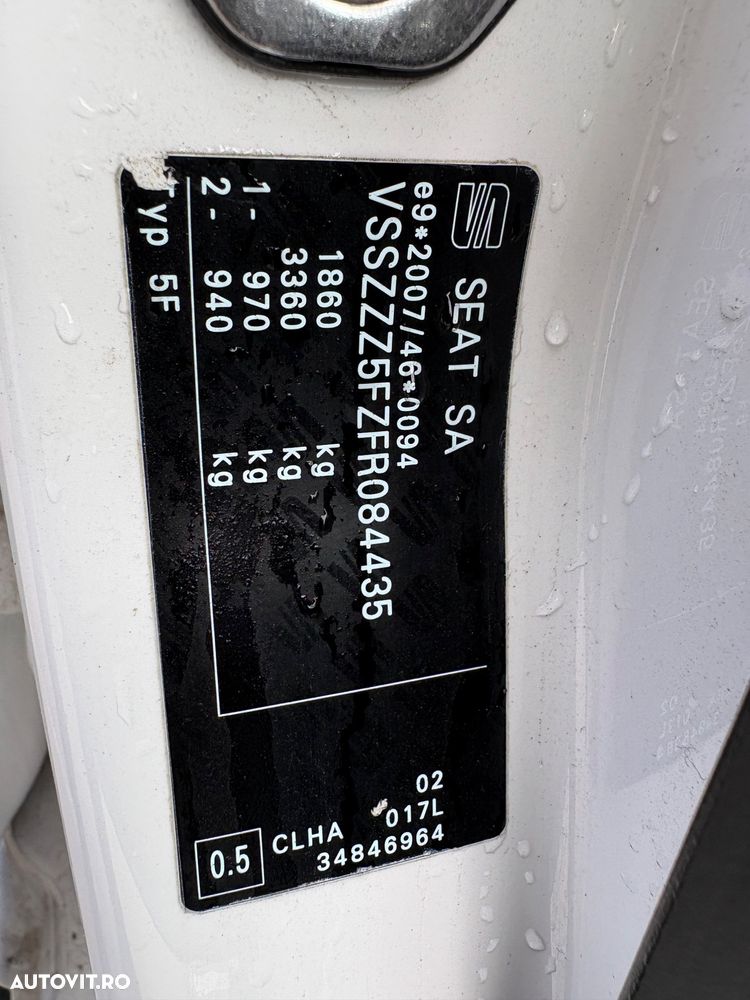 SEAT SA
e9*2007/46*0094
VSSZZZ5FZFR084435
1860 kg
3360 kg
1- 970 kg
2- 940 kg
Typ 5F
02
017L
34846964
CLHA
0.5
AUTOVIT.RO